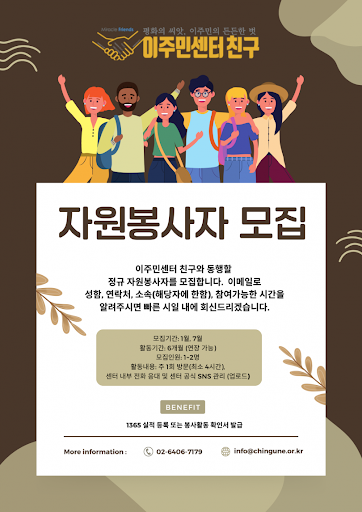 Miracle Friends
평화의 씨앗, 이주민의 든든한 벗
이주민센터 친구
자원봉사자 모집
이주민센터 친구와 동행할
정규 자원봉사자를 모집합니다. 이메일로
성함, 연락처, 소속(해당자에 한함), 참여가능한 시간을
알려주시면 빠른 시일 내에 회신드리겠습니다.
모집기간: 1월, 7월
활동기간: 6개월 (연장 가능)
모집인원: 1-2명
활동내용: 주 1회 방문(최소 4시간),
센터 내부 전화 응대 및 센터 공식 SNS 관리 (업로드)
BENEFIT
1365 실적 등록 또는 봉사활동 확인서 발급
More information : 02-6406-7179 info@chingune.or.kr